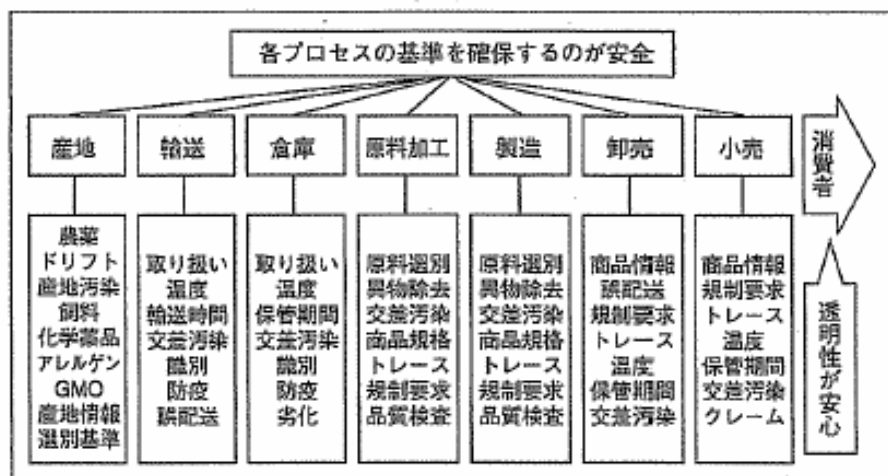 各プロセスの基準を確保するのが安全
産地
輸送
倉庫
原料加工
製造
卸売
小売
消費者
農薬
ドリフト
産地汚染
飼料
化学薬品
アレルゲン
GMO
産地情報
選別基準
取り扱い
温度
輸送時間
交差汚染
識別
防疫
誤配送
取り扱い
温度
保管期間
交差汚染
識別
防疫
劣化
原料選別
異物除去
交差汚染
商品規格
トレース
規制要求
品質検査
原料選別
異物除去
交差汚染
商品規格
トレース
規制要求
品質検査
商品情報
誤配送
規制要求
トレース
温度
保管期間
交差汚染
商品情報
規制要求
トレース
温度
保管期間
交差汚染
クレーム
透明性が安心